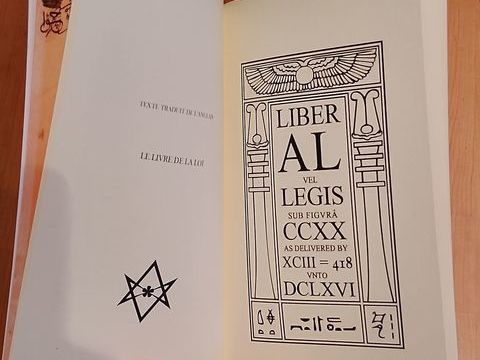 TEXTE TRADUIT DE L'ANGLAIS
LE LIVRE DE LA LOI
LIBER
AL
VEL
LEGIS
SUB FIGVRÂ
CCXX
AS DELIVERED BY
XCIII = 418
VNTO
DCLXVI